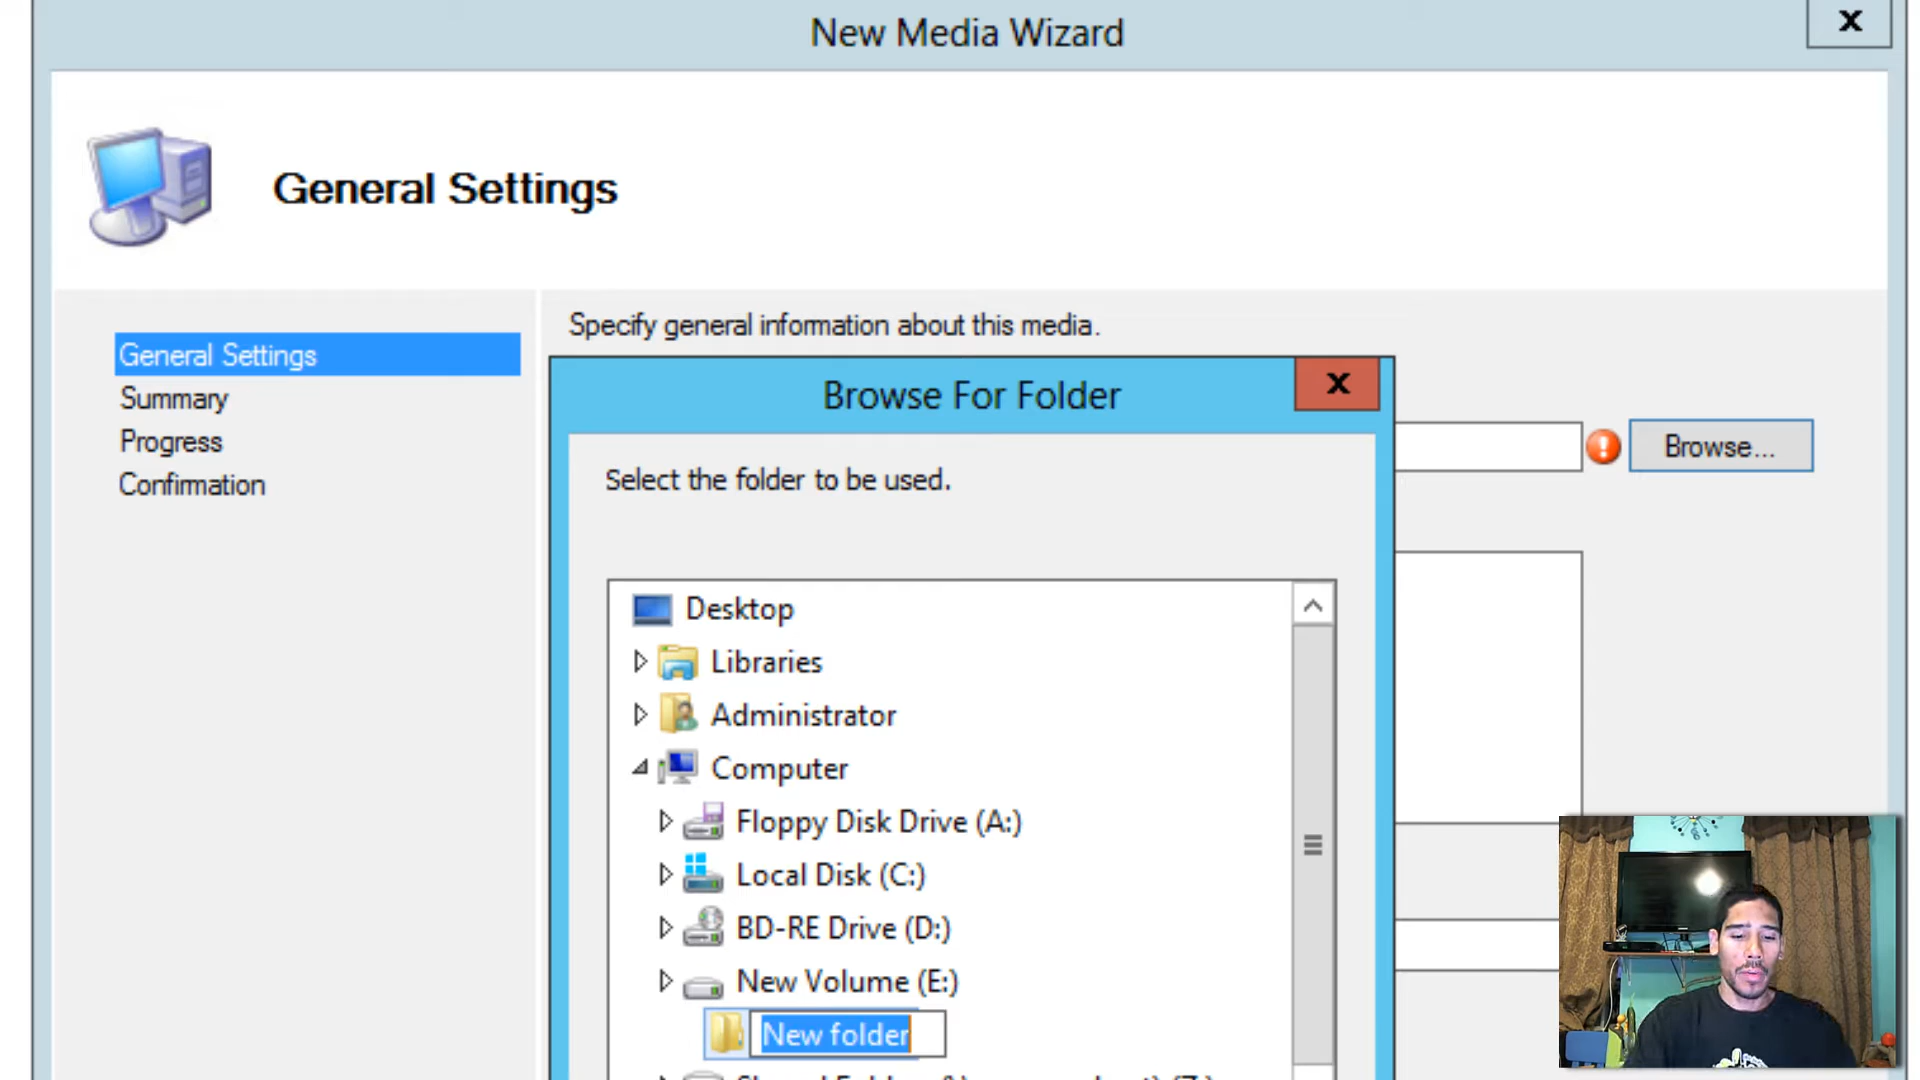 New Media Wizard
x
General Settings
General Settings
Summary
Progress
Confirmation
Specify general information about this media.
Browse For Folder
x
Browse...
Select the folder to be used.
Desktop
Libraries
Administrator
Computer
Floppy Disk Drive (A:)
Local Disk (C:)
BD-RE Drive (D:)
New Volume (E:)
New folder